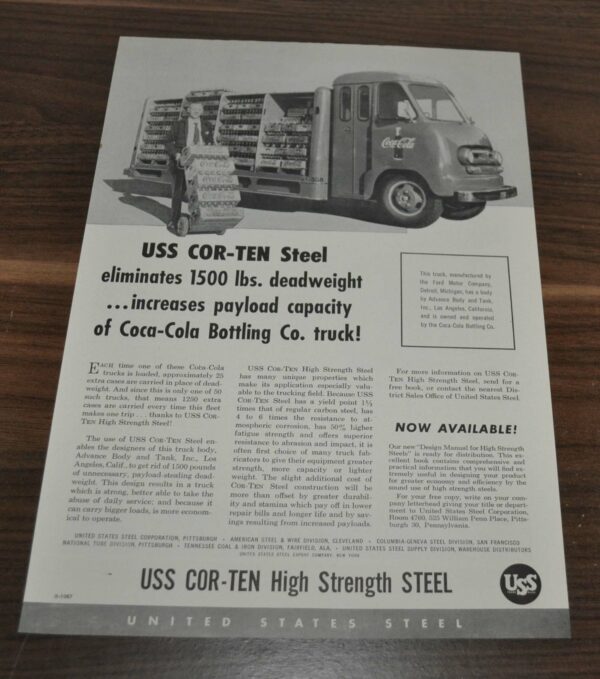 Coca-Cola
USS COR-TEN Steel
eliminates 1500 lbs. deadweight
...increases payload capacity
of Coca-Cola Bottling Co. truck!
This truck, manufactured by
the Ford Motor Company,
Detroit, Michigan, has a body
by Advance Body and Tank,
Inc., Los Angeles, California,
and is owned and operated
by the Coca-Cola Bottling Co.
EACH time one of these Coca-Cola
trucks is loaded, approximately 25
extra cases are carried in place of dead-
weight. And since this is only one of 50
such trucks, that means 1250 extra
cases are carried every time this fleet
makes one trip . . . thanks to USS COR-
TEN High Strength Steel!
The use of USS COR-TEN Steel en-
ables the designers of this truck body,
Advance Body and Tank, Inc., Los
Angeles, Calif., to get rid of 1500 pounds
of unnecessary, payload stealing dead-
weight. This design results in a truck
which is strong, better able to take the
abuse of daily service; and because it
can carry bigger loads, is more econom-
ical to operate.
USS COR-TEN High Strength Steel
has many unique properties which
make its application especially valu-
able to the trucking field. Because USS
COR-TEN Steel has a yield point 1½
times that of regular carbon steel, has
4 to 6 times the resistance to at-
mospheric corrosion, has 50% higher
fatigue strength and offers superior
resistance to abrasion and impact, it is
often first choice of many truck fab-
ricators to give their equipment greater
strength, more capacity or lighter
weight. The slight additional cost of
COR-TEN Steel construction will be
more than offset by greater durabil-
ity and stamina which pay off in lower
repair bills and longer life and by sav-
ings resulting from increased payloads.
For more information on USS COR-
TEN High Strength Steel, send for a
free book, or contact the nearest Dis-
trict Sales Office of United States Steel.
NOW AVAILABLE!
Our new "Design Manual for High Strength
Steels" is ready for distribution. This ex-
cellent book contains comprehensive and
practical information that you will find ex-
tremely useful in designing your product
for greater economy and efficiency by the
sound use of high strength steels.
For your free copy, write on your com-
pany letterhead giving your title or depart-
ment to United States Steel Corporation,
Room 4760, 525 William Penn Place, Pitts-
burgh 30, Pennsylvania.
UNITED STATES STEEL CORPORATION, PITTSBURGH · AMERICAN STEEL & WIRE DIVISION, CLEVELAND · COLUMBIA-GENEVA STEEL DIVISION, SAN FRANCISCO
NATIONAL TUBE DIVISION, PITTSBURGH · TENNESSEE COAL & IRON DIVISION, FAIRFIELD, ALA. · UNITED STATES STEEL SUPPLY DIVISION, WAREHOUSE DISTRIBUTORS
UNITED STATES STEEL EXPORT COMPANY, NEW YORK
USS COR-TEN High Strength STEEL
USS
UNITED STATES STEEL